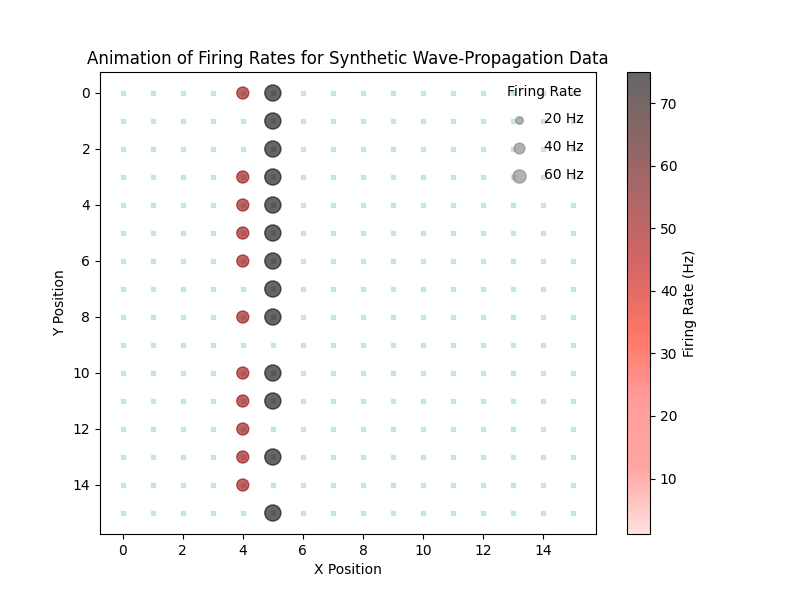 Animation of Firing Rates for Synthetic Wave-Propagation Data
Firing Rate
20 Hz
40 Hz
60 Hz
0
2
4
6
8
10
12
14
Y Position
0 2 4 6 8 10 12 14
X Position
70
60
50
40
30
20
10
Firing Rate (Hz)